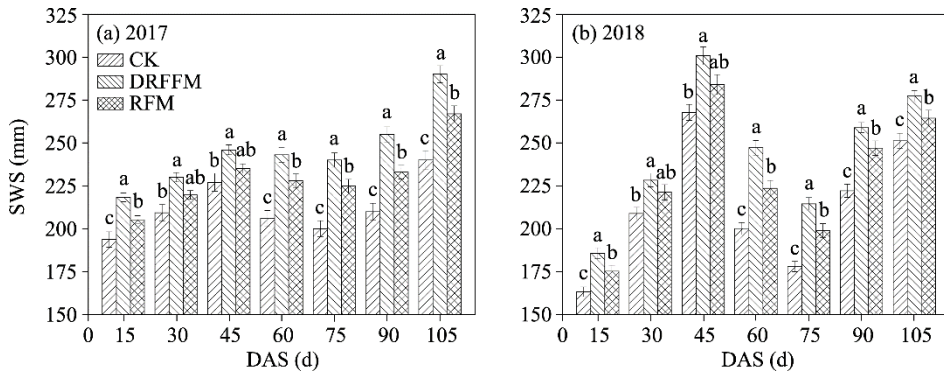 (a) 2017
CK
DRFFM
RFM
SWS (mm)
325
300
275
250
225
200
175
150
c a b
b a ab
b a ab
c a b
c a b
c a b
c a b
0 15 30 45 60 75 90 105
DAS (d)
(b) 2018
325
300
275
250
225
200
175
150
c a b
b a ab
b a ab
c a b
c a b
c a b
c a b
0 15 30 45 60 75 90 105
DAS (d)